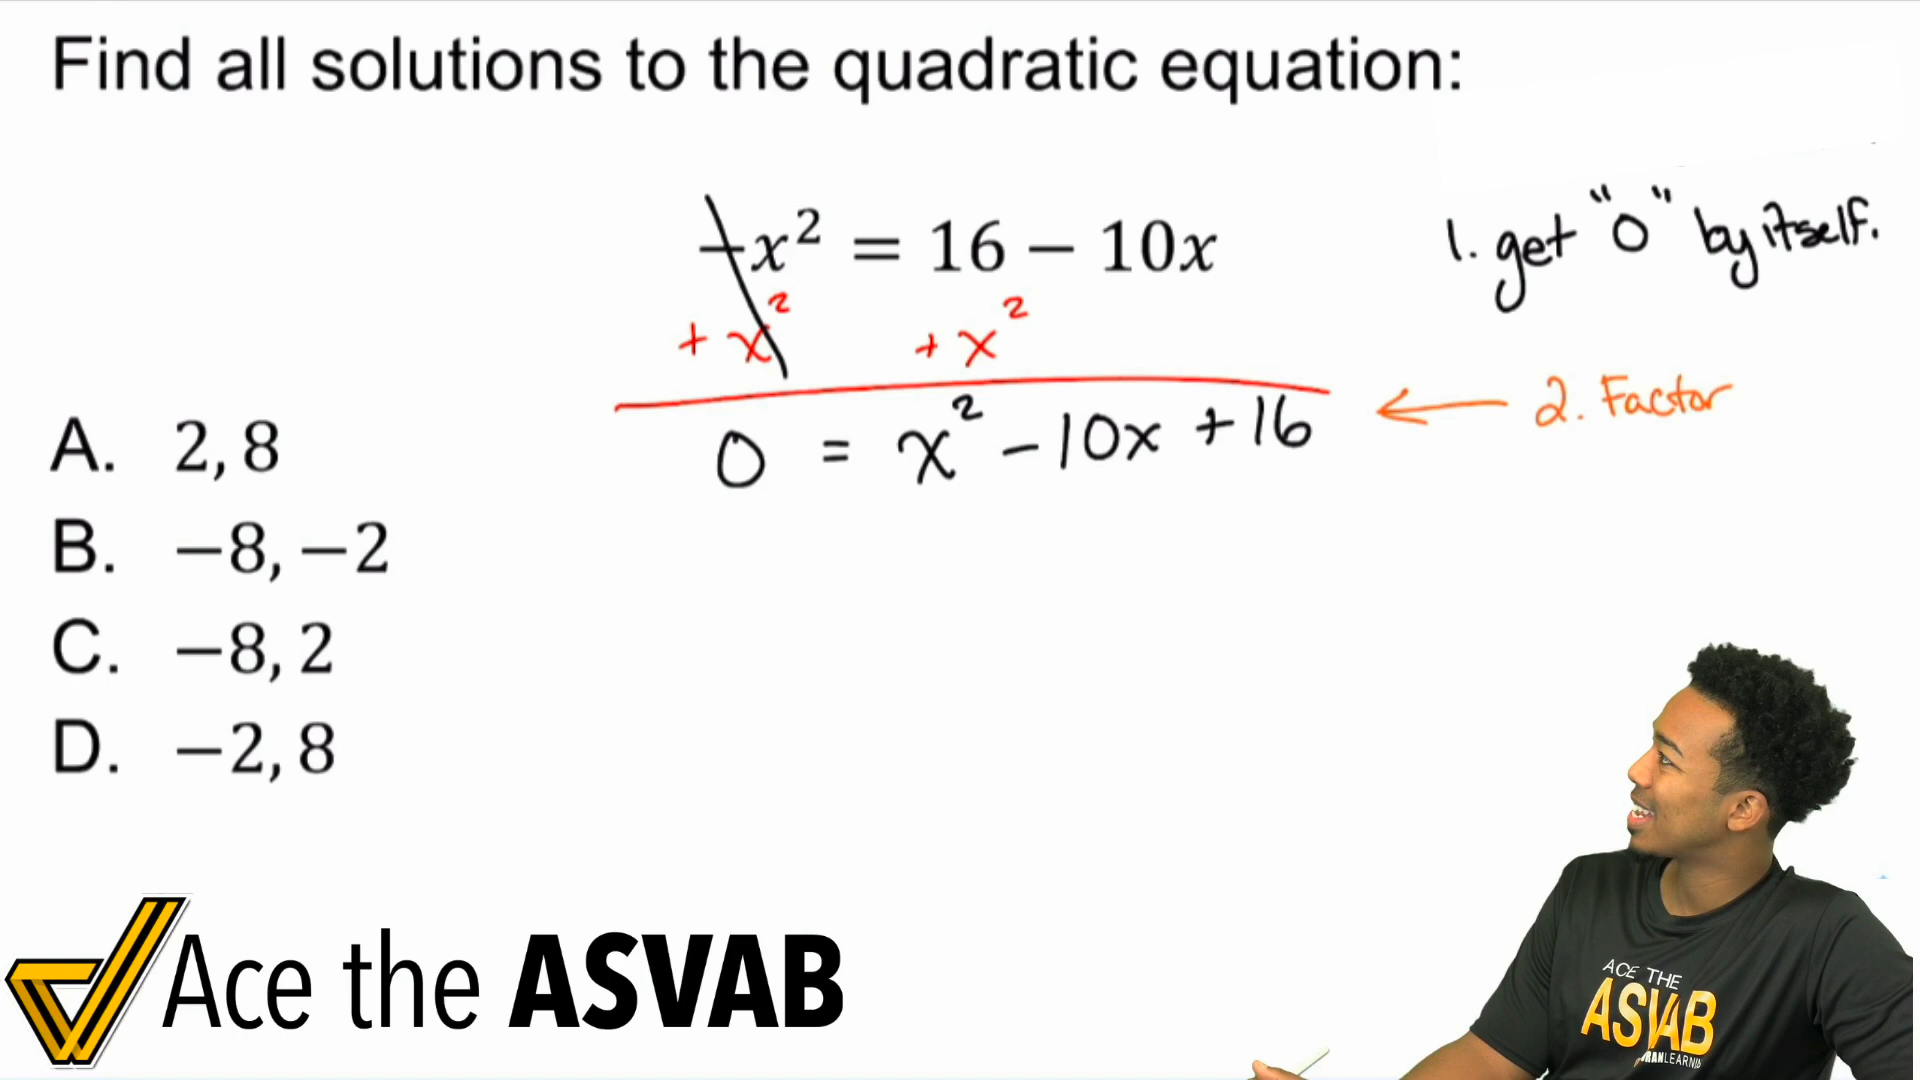 Find all solutions to the quadratic equation:
−x² = 16 − 10x
1. get "0" by itself.
+ x² + x²
0 = x² − 10x + 16
2. Factor
A. 2, 8
B. −8, −2
C. −8, 2
D. −2, 8
Ace the ASVAB
ACE THE
ASVAB